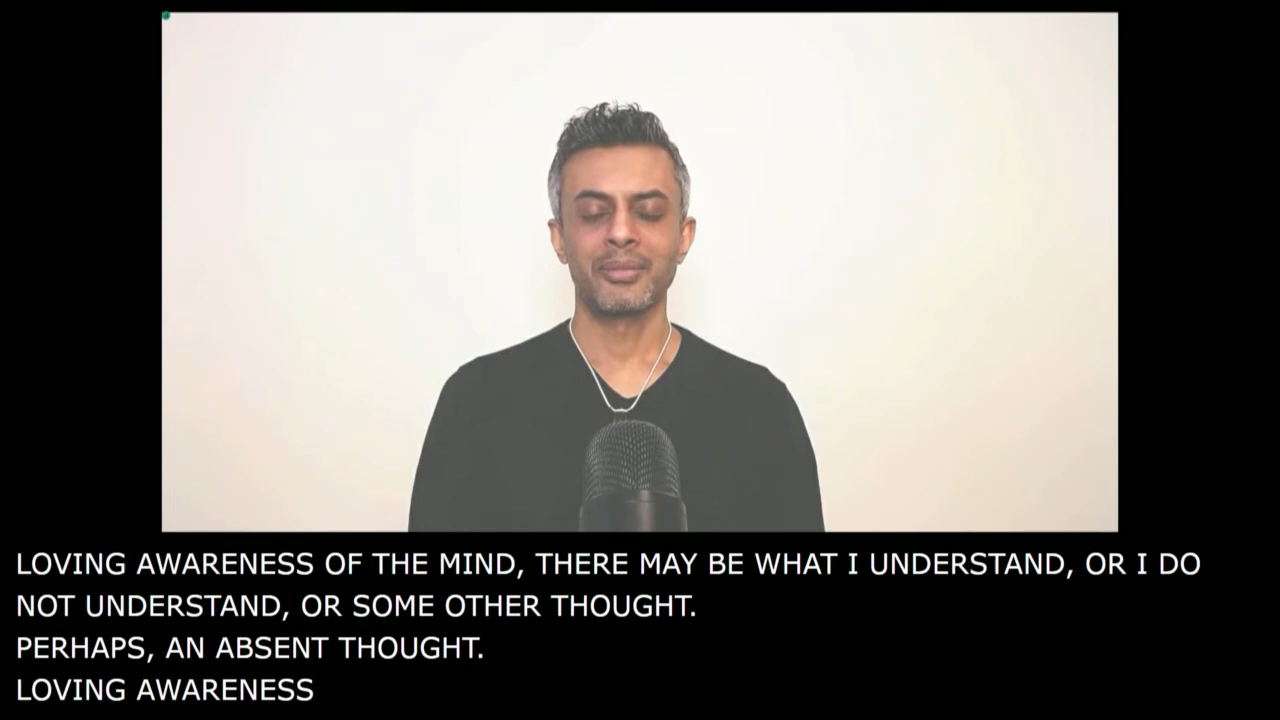 LOVING AWARENESS OF THE MIND, THERE MAY BE WHAT I UNDERSTAND, OR I DO
NOT UNDERSTAND, OR SOME OTHER THOUGHT.
PERHAPS, AN ABSENT THOUGHT.
LOVING AWARENESS